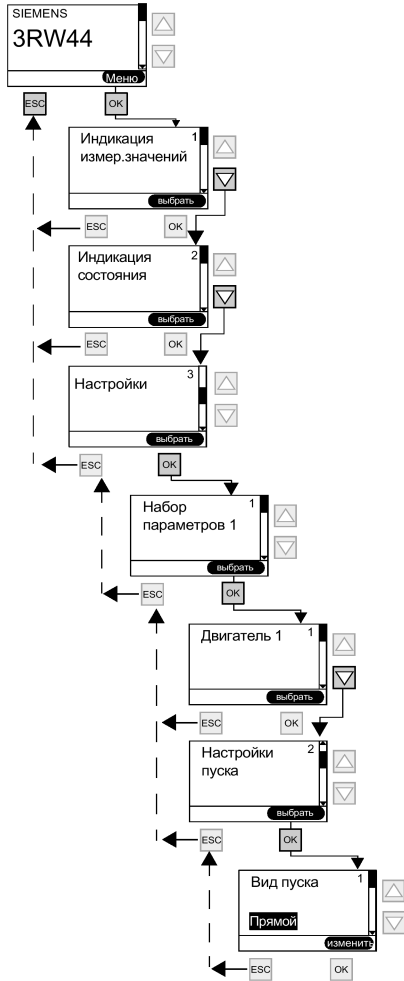 SIEMENS
3RW44
Меню
ESC
OK
Индикация 1
измер.значений
выбрать
ESC
OK
Индикация 2
состояния
выбрать
ESC
OK
3
Настройки
выбрать
ESC
OK
Набор 1
параметров 1
выбрать
ESC
OK
Двигатель 1 1
выбрать
ESC
OK
Настройки 2
пуска
выбрать
ESC
OK
Вид пуска 1
Прямой
изменить
ESC
OK